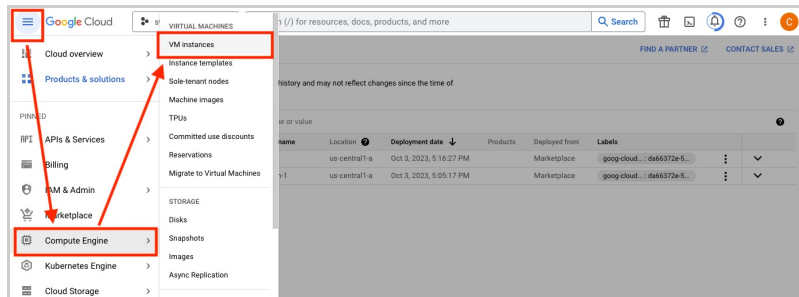 Google Cloud
s
(/) for resources, docs, products, and more
Search
C
FIND A PARTNER
CONTACT SALES
Cloud overview
Products & solutions
PINNED
API APIs & Services
Billing
IAM & Admin
Marketplace
Compute Engine
Kubernetes Engine
Cloud Storage
VIRTUAL MACHINES
VM instances
Instance templates
Sole-tenant nodes
Machine images
TPUs
Committed use discounts
Reservations
Migrate to Virtual Machines
STORAGE
Disks
Snapshots
Images
Async Replication
history and may not reflect changes since the time of
or value
name Location Deployment date Products Deployed from Labels
us-central1-a Oct 3, 2023, 5:16:27 PM Marketplace goog-cloud... : da66372e-5...
-1 us-central1-a Oct 3, 2023, 5:05:17 PM Marketplace goog-cloud... : da66372e-5...